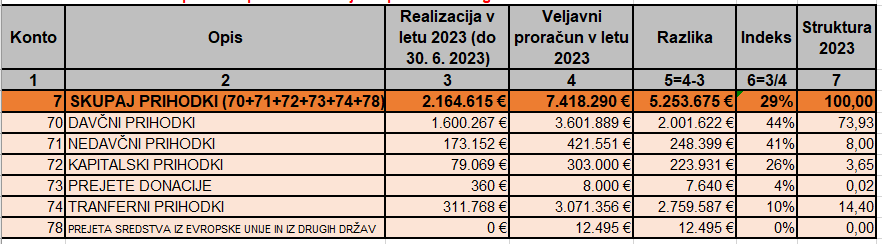 Konto Opis Realizacija v letu 2023 (do 30. 6. 2023) Veljavni proračun v letu 2023 Razlika Indeks Struktura 2023
1 2 3 4 5=4-3 6=3/4 7
7 SKUPAJ PRIHODKI (70+71+72+73+74+78) 2.164.615 € 7.418.290 € 5.253.675 € 29% 100,00
70 DAVČNI PRIHODKI 1.600.267 € 3.601.889 € 2.001.622 € 44% 73,93
71 NEDAVČNI PRIHODKI 173.152 € 421.551 € 248.399 € 41% 8,00
72 KAPITALSKI PRIHODKI 79.069 € 303.000 € 223.931 € 26% 3,65
73 PREJETE DONACIJE 360 € 8.000 € 7.640 € 4% 0,02
74 TRANFERNI PRIHODKI 311.768 € 3.071.356 € 2.759.587 € 10% 14,40
78 PREJETA SREDSTVA IZ EVROPSKE UNIJE IN IZ DRUGIH DRŽAV 0 € 12.495 € 12.495 € 0% 0,00